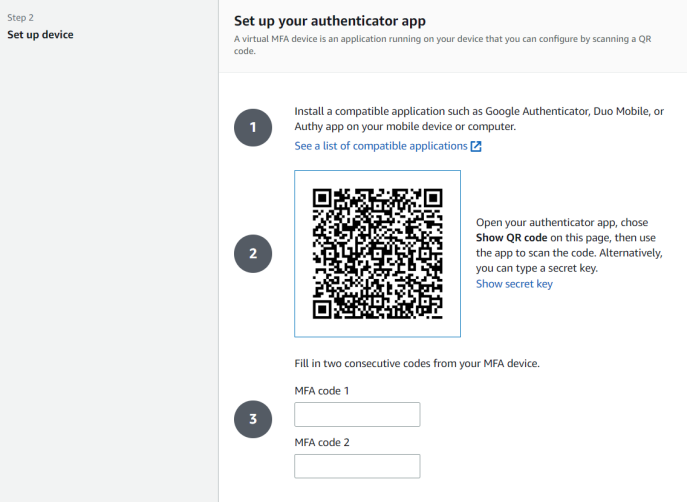 Step 2
Set up device
Set up your authenticator app
A virtual MFA device is an application running on your device that you can configure by scanning a QR
code.
1
Install a compatible application such as Google Authenticator, Duo Mobile, or
Authy app on your mobile device or computer.
See a list of compatible applications
2
Open your authenticator app, chose
Show QR code on this page, then use
the app to scan the code. Alternatively,
you can type a secret key.
Show secret key
Fill in two consecutive codes from your MFA device.
3
MFA code 1
MFA code 2